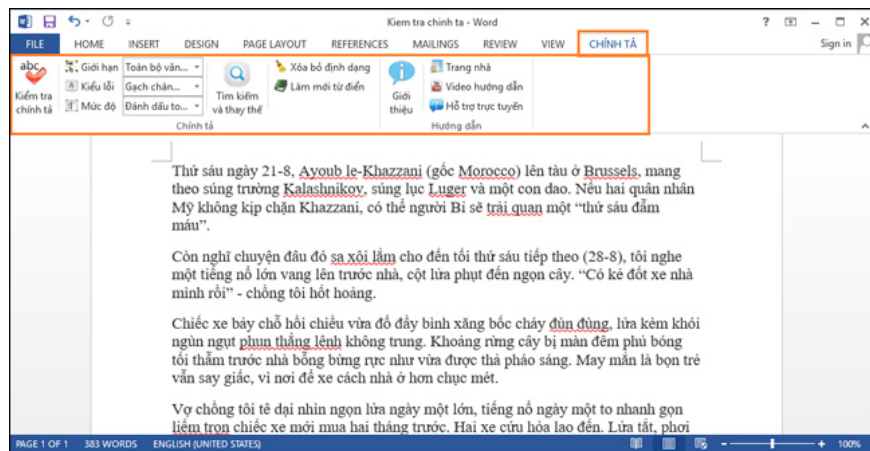 Kiem tra chinh ta - Word
FILE HOME INSERT DESIGN PAGE LAYOUT REFERENCES MAILINGS REVIEW VIEW CHÍNH TẢ Sign in
abc Giới hạn Toàn bộ văn... Xóa bỏ định dạng Trang nhà
Kiểm tra chính tả Kiểu lỗi Gạch chân... Tìm kiếm và thay thế Làm mới từ điển Giới thiệu Video hướng dẫn
Mức độ Đánh dấu to... Hỗ trợ trực tuyến
Chính tả Hướng dẫn
Thứ sáu ngày 21-8, Ayoub le-Khazzani (gốc Morocco) lên tàu ở Brussels, mang
theo súng trường Kalashnikov, súng lục Luger và một con dao. Nếu hai quân nhân
Mỹ không kịp chặn Khazzani, có thể người Bỉ sẽ trải quan một “thứ sáu đẫm
máu”.
Còn nghĩ chuyện đâu đó sa xôi lắm cho đến tối thứ sáu tiếp theo (28-8), tôi nghe
một tiếng nổ lớn vang lên trước nhà, cột lửa phụt đến ngọn cây. “Có kẻ đốt xe nhà
mình rồi” - chồng tôi hốt hoảng.
Chiếc xe bảy chỗ hồi chiều vừa đổ đầy bình xăng bốc cháy đùn đùng, lửa kèm khói
ngùn ngụt phun thẳng lênh không trung. Khoảng rừng cây bị màn đêm phủ bóng
tối thẫm trước nhà bỗng bừng rực như vừa được thả pháo sáng. May mắn là bọn trẻ
vẫn say giấc, vì nơi để xe cách nhà ở hơn chục mét.
Vợ chồng tôi tê dại nhìn ngọn lửa ngày một lớn, tiếng nổ ngày một to nhanh gọn
liếm trọn chiếc xe mới mua hai tháng trước. Hai xe cứu hỏa lao đến. Lửa tắt, phơi
PAGE 1 OF 1 383 WORDS ENGLISH (UNITED STATES) 100%